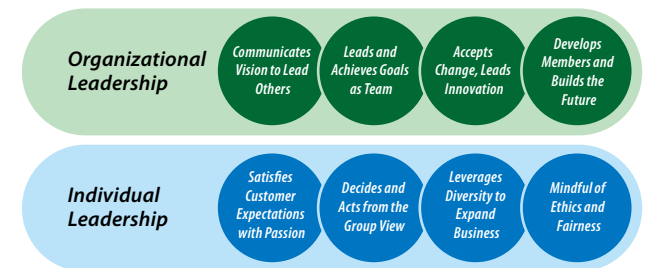 Organizational
Leadership
Communicates
Vision to Lead
Others
Leads and
Achieves Goals
as Team
Accepts
Change, Leads
Innovation
Develops
Members and
Builds the
Future
Individual
Leadership
Satisfies
Customer
Expectations
with Passion
Decides and
Acts from the
Group View
Leverages
Diversity to
Expand
Business
Mindful of
Ethics and
Fairness